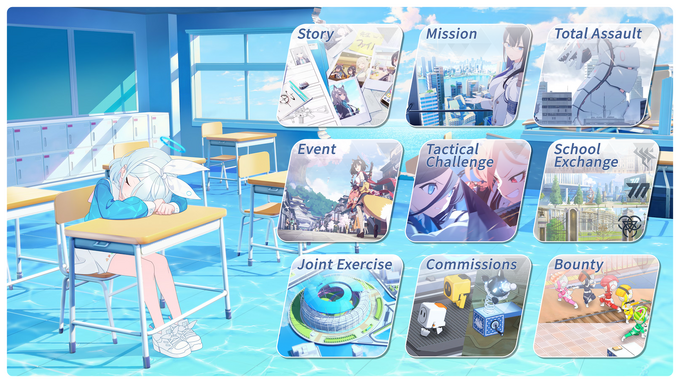 Story
Mission
Total Assault
Event
Tactical
Challenge
School
Exchange
Joint Exercise
Commissions
Bounty